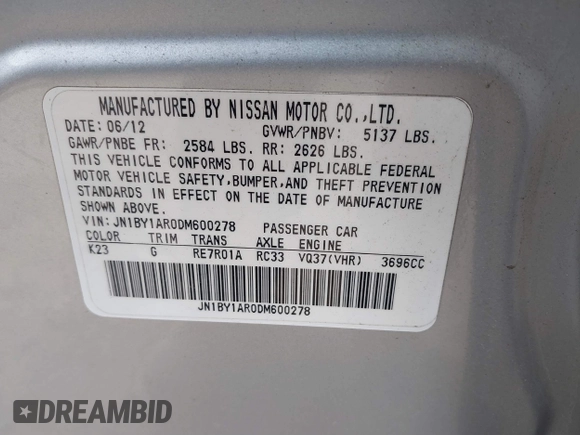 MANUFACTURED BY NISSAN MOTOR CO.,LTD.
DATE: 06/12 GVWR/PNBV: 5137 LBS.
GAWR/PNBE FR: 2584 LBS. RR: 2626 LBS.
THIS VEHICLE CONFORMS TO ALL APPLICABLE FEDERAL
MOTOR VEHICLE SAFETY,BUMPER,AND THEFT PREVENTION
STANDARDS IN EFFECT ON THE DATE OF MANUFACTURE
SHOWN ABOVE.
VIN: JN1BY1AR0DM600278 PASSENGER CAR
COLOR TRIM TRANS AXLE ENGINE
K23 G RE7R01A RC33 VQ37(VHR) 3696CC
JN1BY1AR0DM600278
DREAMBID